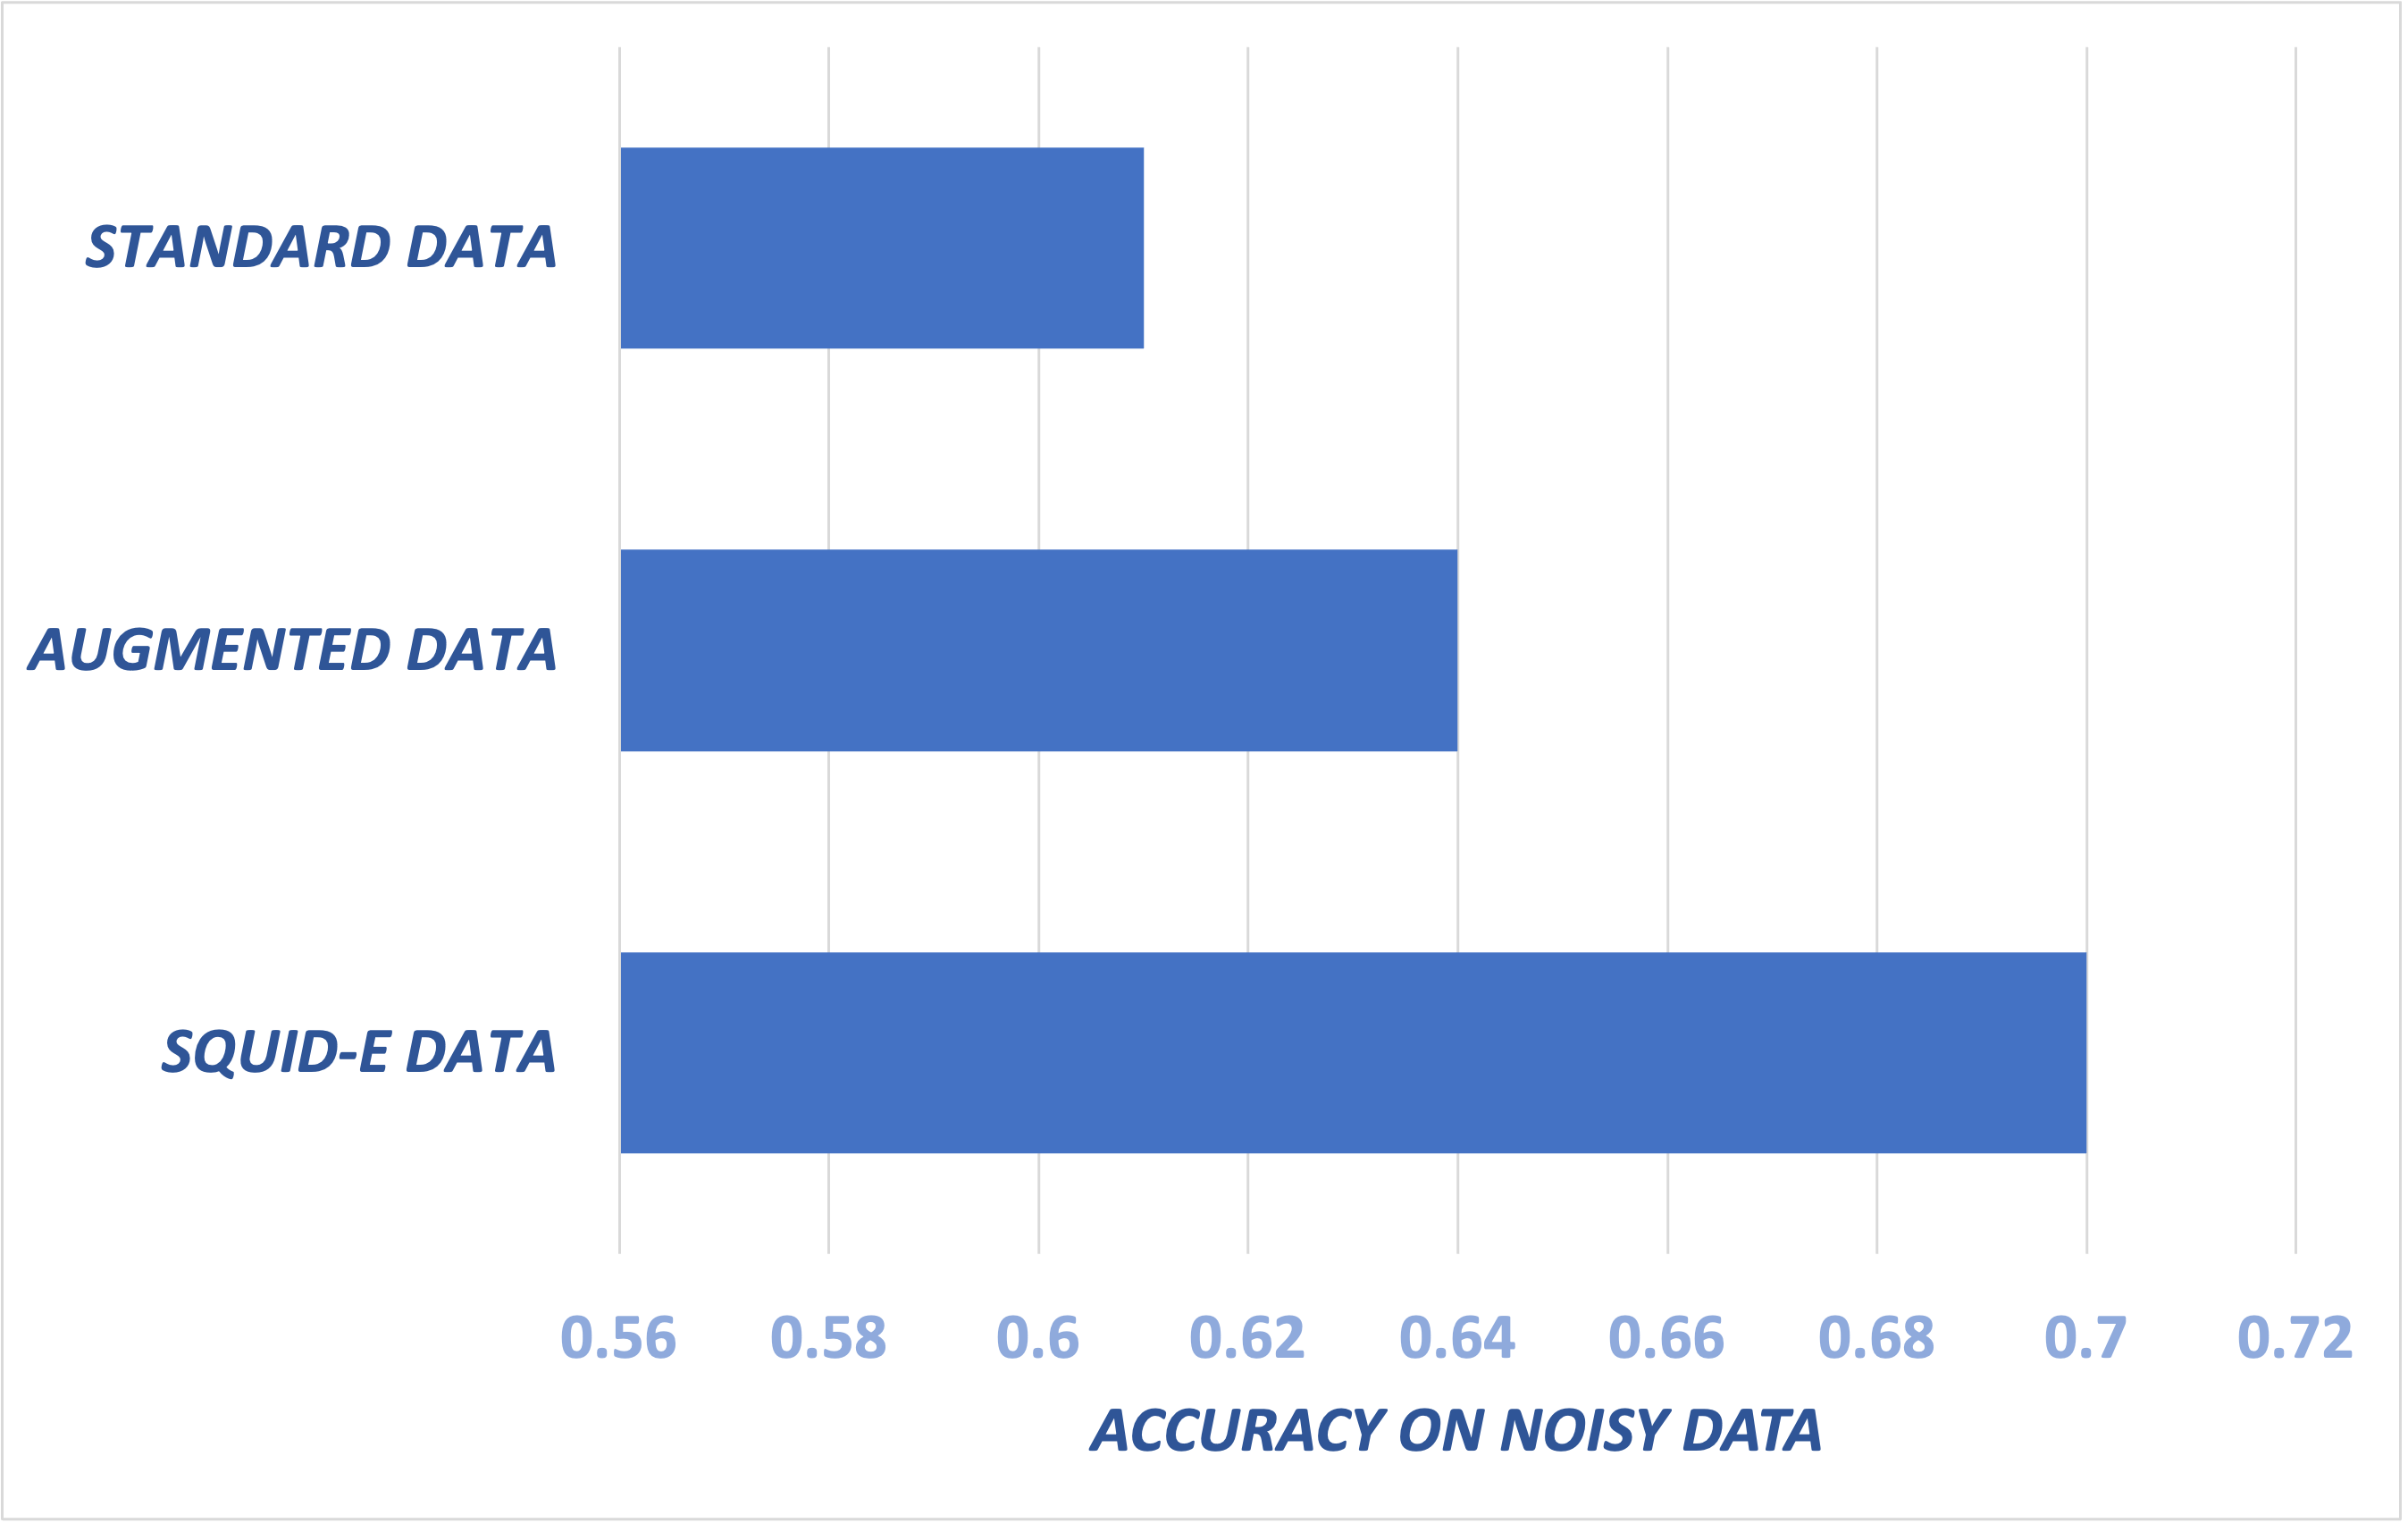 STANDARD DATA
AUGMENTED DATA
SQUID-E DATA
0.56 0.58 0.6 0.62 0.64 0.66 0.68 0.7 0.72
ACCURACY ON NOISY DATA